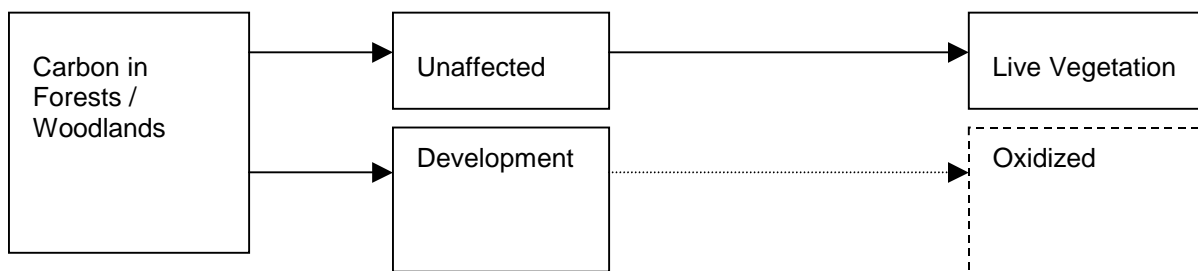 Carbon in
Forests /
Woodlands
Unaffected
Live Vegetation
Development
Oxidized